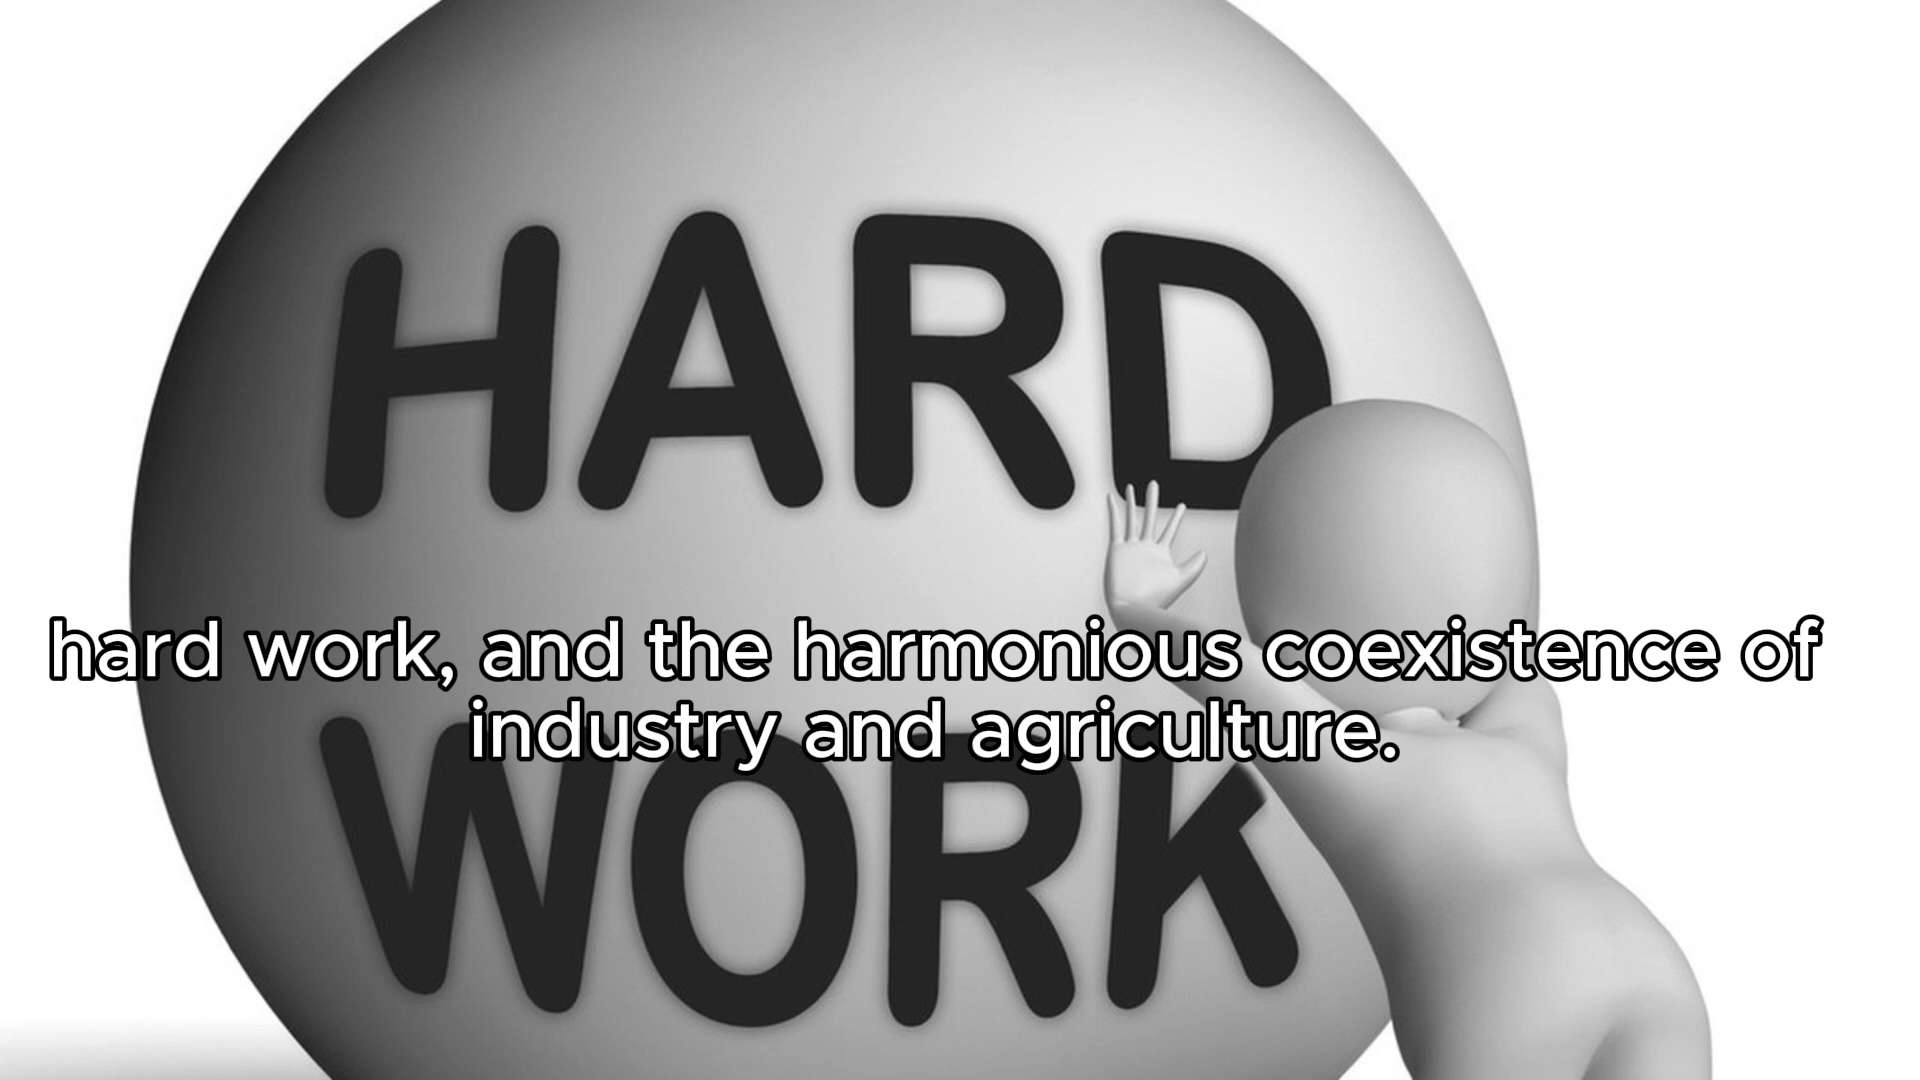 HARD
hard work, and the harmonious coexistence of
industry and agriculture.
WORK